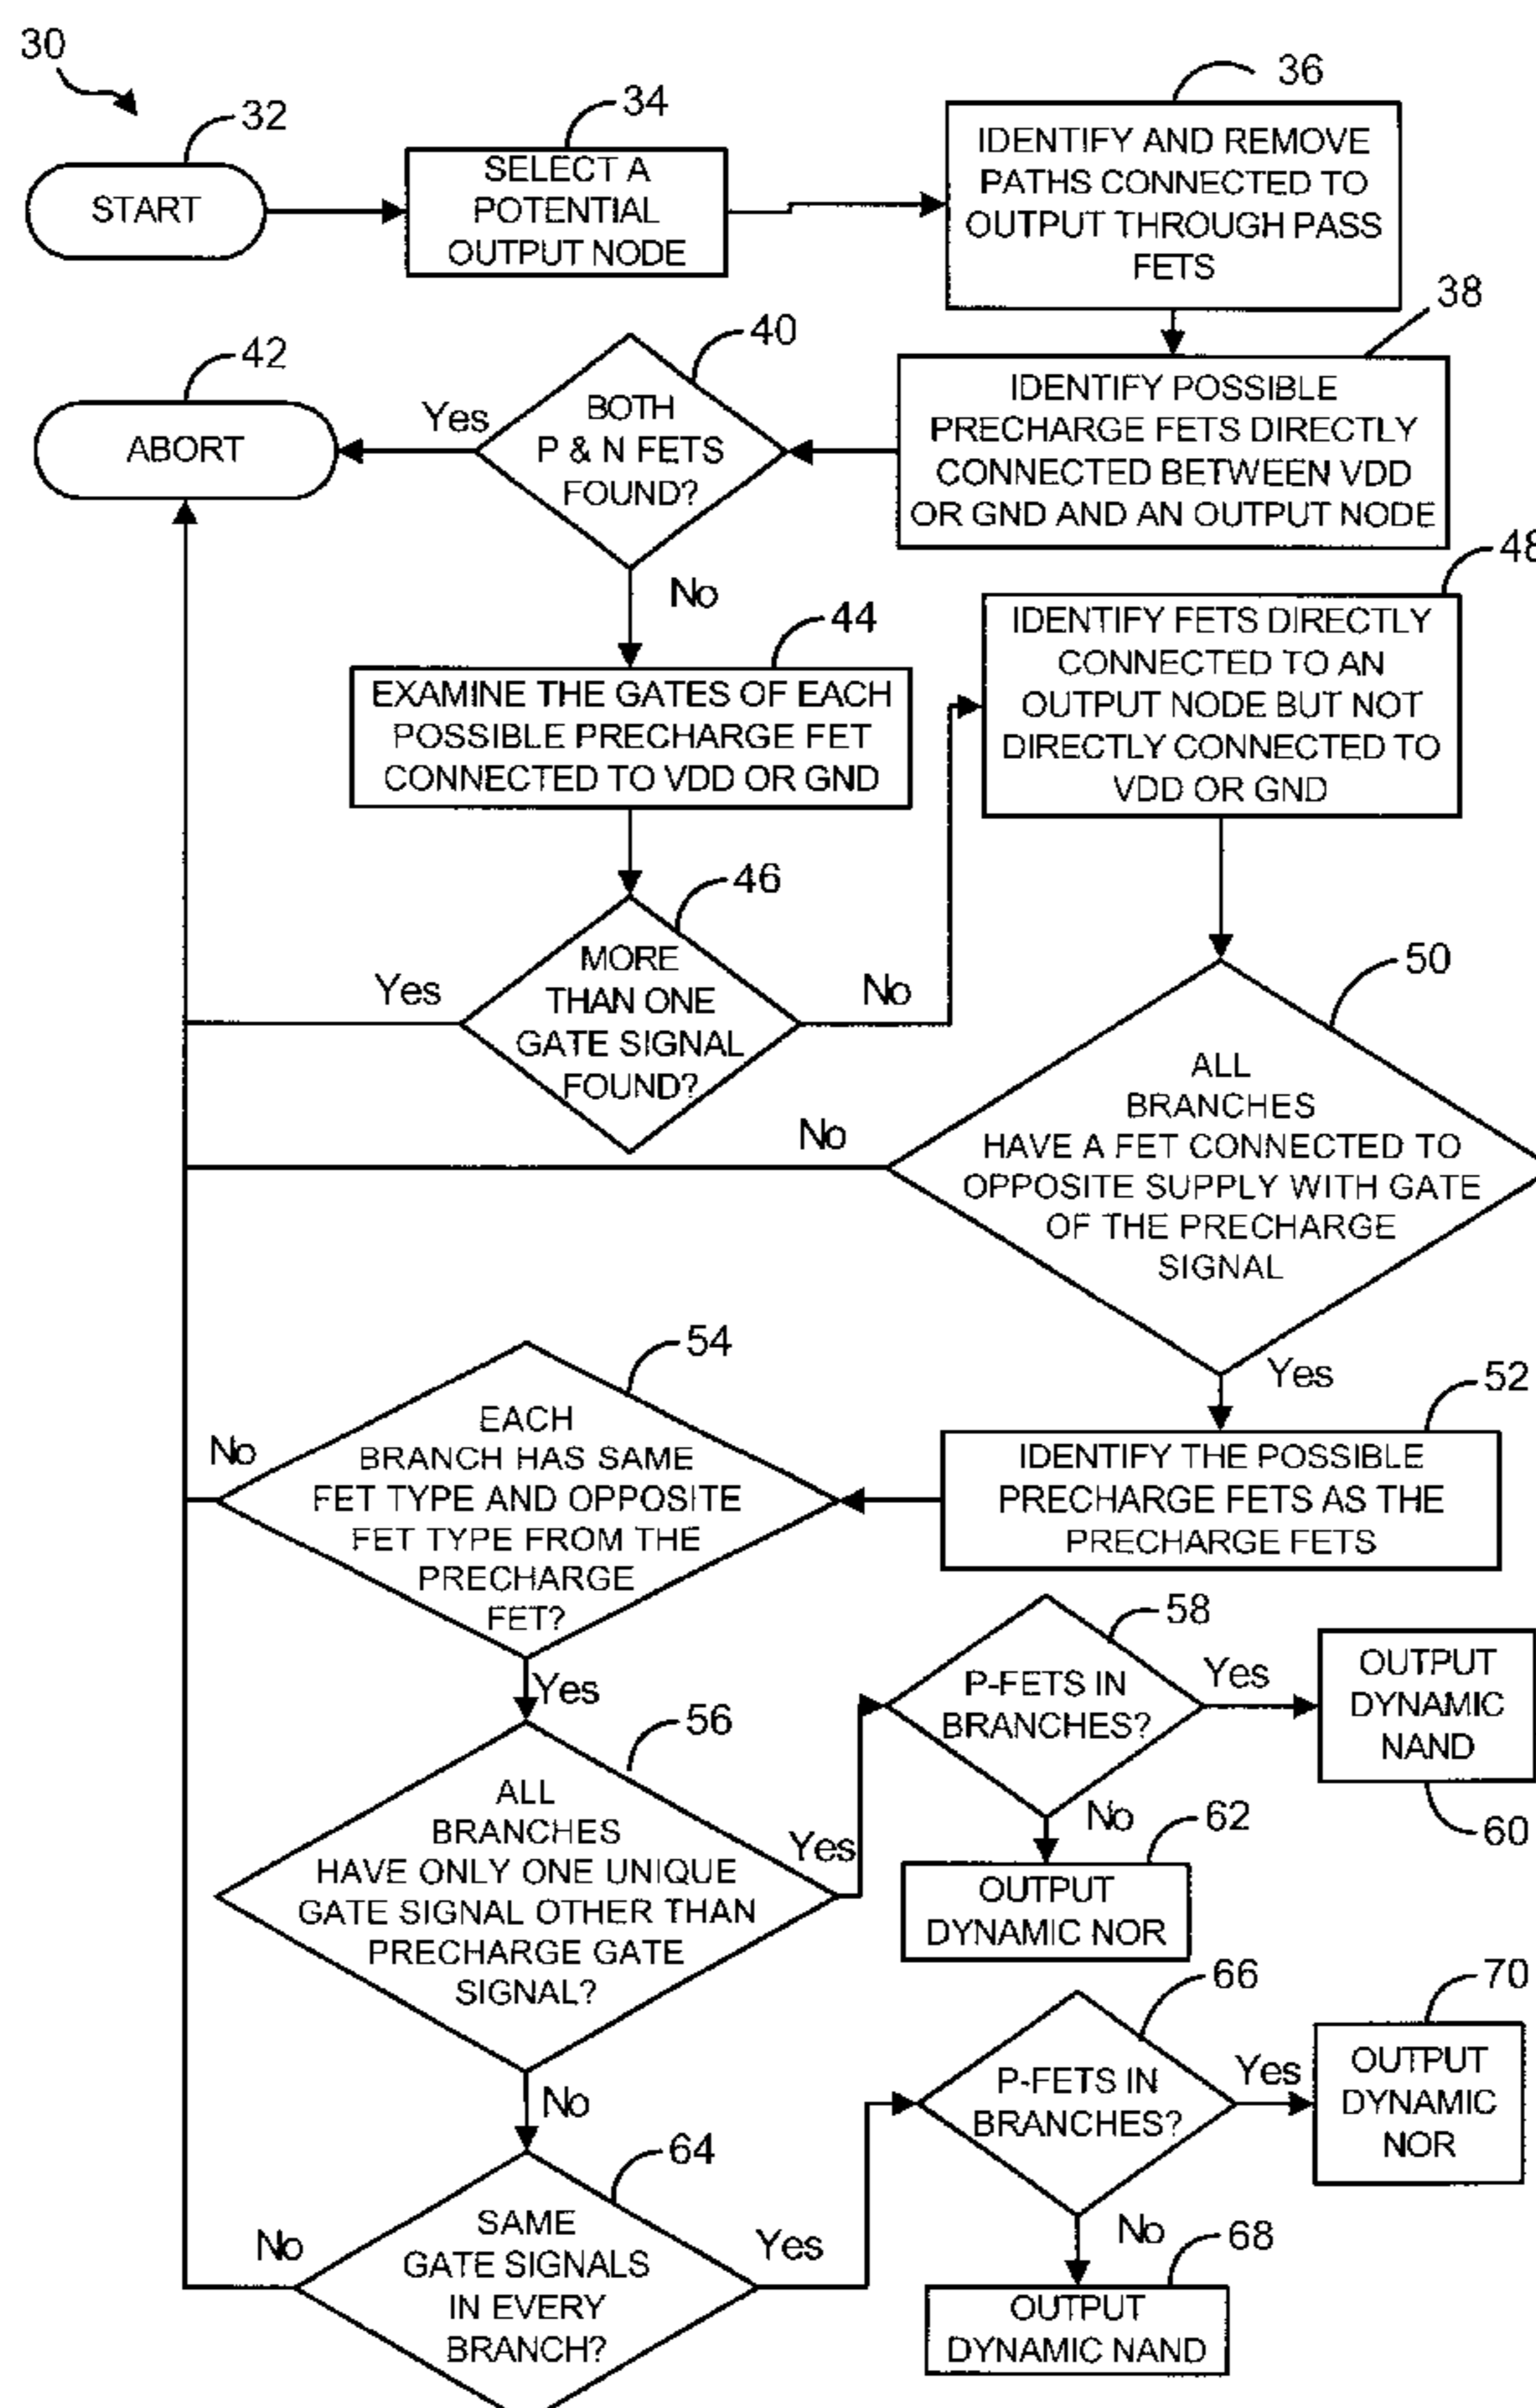 30
32
START
34
SELECT A
POTENTIAL
OUTPUT NODE
36
IDENTIFY AND REMOVE
PATHS CONNECTED TO
OUTPUT THROUGH PASS
FETS
38
IDENTIFY POSSIBLE
PRECHARGE FETS DIRECTLY
CONNECTED BETWEEN VDD
OR GND AND AN OUTPUT NODE
40
BOTH
P & N FETS
FOUND?
Yes
42
ABORT
No
44
EXAMINE THE GATES OF EACH
POSSIBLE PRECHARGE FET
CONNECTED TO VDD OR GND
46
MORE
THAN ONE
GATE SIGNAL
FOUND?
Yes
No
48
IDENTIFY FETS DIRECTLY
CONNECTED TO AN
OUTPUT NODE BUT NOT
DIRECTLY CONNECTED TO
VDD OR GND
50
ALL
BRANCHES
HAVE A FET CONNECTED TO
OPPOSITE SUPPLY WITH GATE
OF THE PRECHARGE
SIGNAL
No
Yes
52
IDENTIFY THE POSSIBLE
PRECHARGE FETS AS THE
PRECHARGE FETS
54
EACH
BRANCH HAS SAME
FET TYPE AND OPPOSITE
FET TYPE FROM THE
PRECHARGE
FET?
No
Yes
56
ALL
BRANCHES
HAVE ONLY ONE UNIQUE
GATE SIGNAL OTHER THAN
PRECHARGE GATE
SIGNAL?
Yes
58
P-FETS IN
BRANCHES?
Yes
OUTPUT
DYNAMIC
NAND
60
No
62
OUTPUT
DYNAMIC NOR
No
64
SAME
GATE SIGNALS
IN EVERY
BRANCH?
No
Yes
66
P-FETS IN
BRANCHES?
Yes
70
OUTPUT
DYNAMIC
NOR
No
68
OUTPUT
DYNAMIC NAND